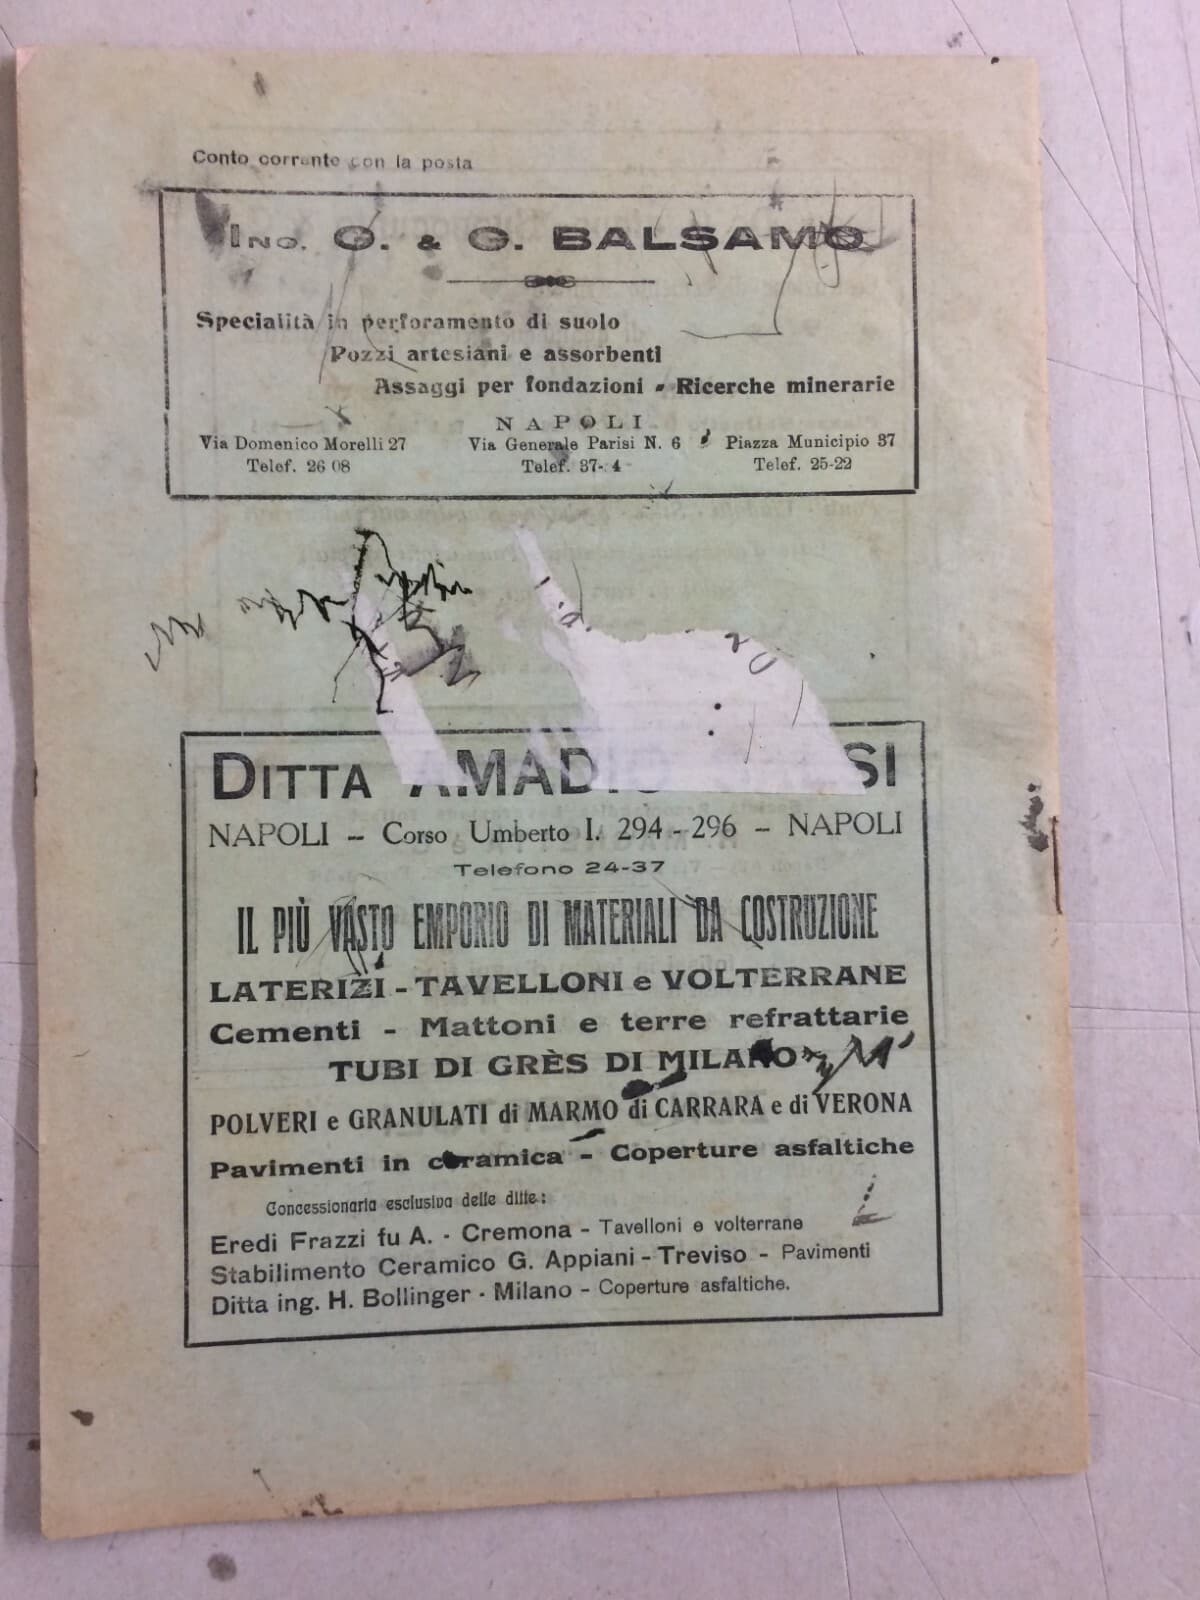 Conto corrente con la posta
ING. G. & G. BALSAMO
Specialità in perforamento di suolo
Pozzi artesiani e assorbenti
Assaggi per fondazioni - Ricerche minerarie
NAPOLI
Via Domenico Morelli 27 Via Generale Parisi N. 6 Piazza Municipio 37
Telef. 26 08 Telef. 37- 4 Telef. 25-22
DITTA AMADIO
NAPOLI – Corso Umberto I. 294 - 296 – NAPOLI
Telefono 24-37
IL PIÙ VASTO EMPORIO DI MATERIALI DA COSTRUZIONE
LATERIZI - TAVELLONI e VOLTERRANE
Cementi - Mattoni e terre refrattarie
TUBI DI GRÈS DI MILANO
POLVERI e GRANULATI di MARMO di CARRARA e di VERONA
Pavimenti in ceramica - Coperture asfaltiche
Concessionaria esclusiva delle ditte:
Eredi Frazzi fu A. - Cremona - Tavelloni e volterrane
Stabilimento Ceramico G. Appiani - Treviso - Pavimenti
Ditta ing. H. Bollinger - Milano - Coperture asfaltiche.